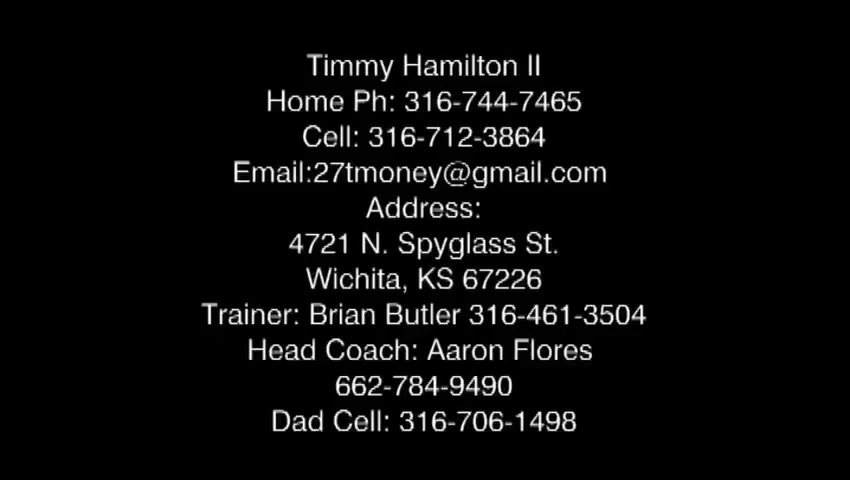 Timmy Hamilton II
Home Ph: 316-744-7465
Cell: 316-712-3864
Email:27tmoney@gmail.com
Address:
4721 N. Spyglass St.
Wichita, KS 67226
Trainer: Brian Butler 316-461-3504
Head Coach: Aaron Flores
662-784-9490
Dad Cell: 316-706-1498